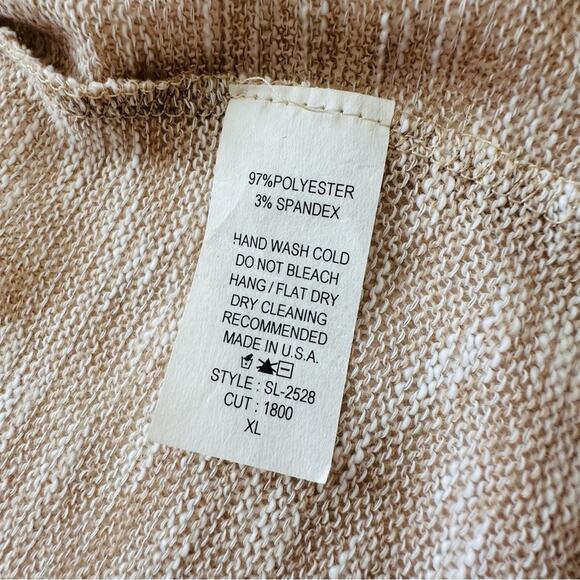 97%POLYESTER
3% SPANDEX
HAND WASH COLD
DO NOT BLEACH
HANG / FLAT DRY
DRY CLEANING
RECOMMENDED
MADE IN U.S.A.
STYLE : SL-2528
CUT : 1800
XL